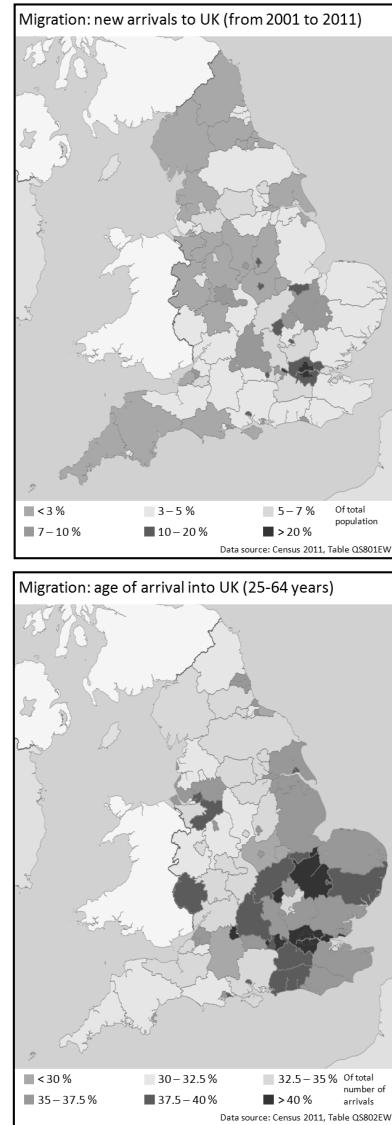 Migration: new arrivals to UK (from 2001 to 2011)
< 3 % 3 – 5 % 5 – 7 % Of total
7 – 10 % 10 – 20 % > 20 % population
Data source: Census 2011, Table QS801EW
Migration: age of arrival into UK (25-64 years)
< 30 % 30 – 32.5 % 32.5 – 35 % Of total
35 – 37.5 % 37.5 – 40 % > 40 % number of
arrivals
Data source: Census 2011, Table QS802EW